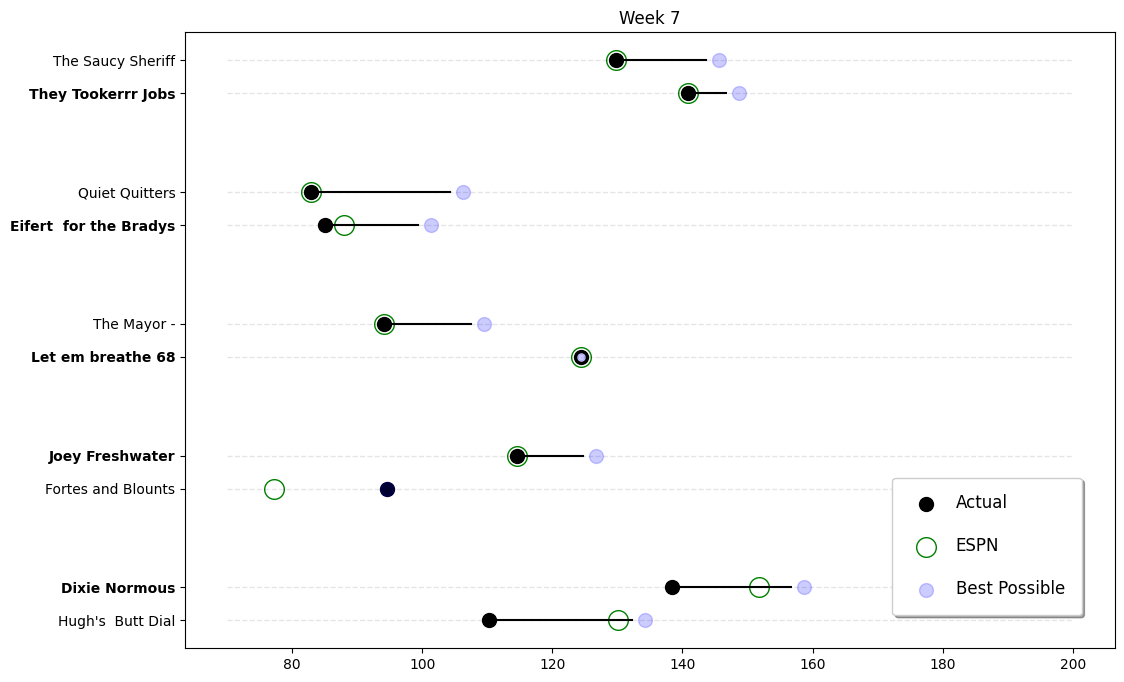 Week 7
The Saucy Sheriff
They Tookerrr Jobs
Quiet Quitters
Eifert  for the Bradys
The Mayor -
Let em breathe 68
Joey Freshwater
Fortes and Blounts
Dixie Normous
Hugh's  Butt Dial
Actual
ESPN
Best Possible
80 100 120 140 160 180 200